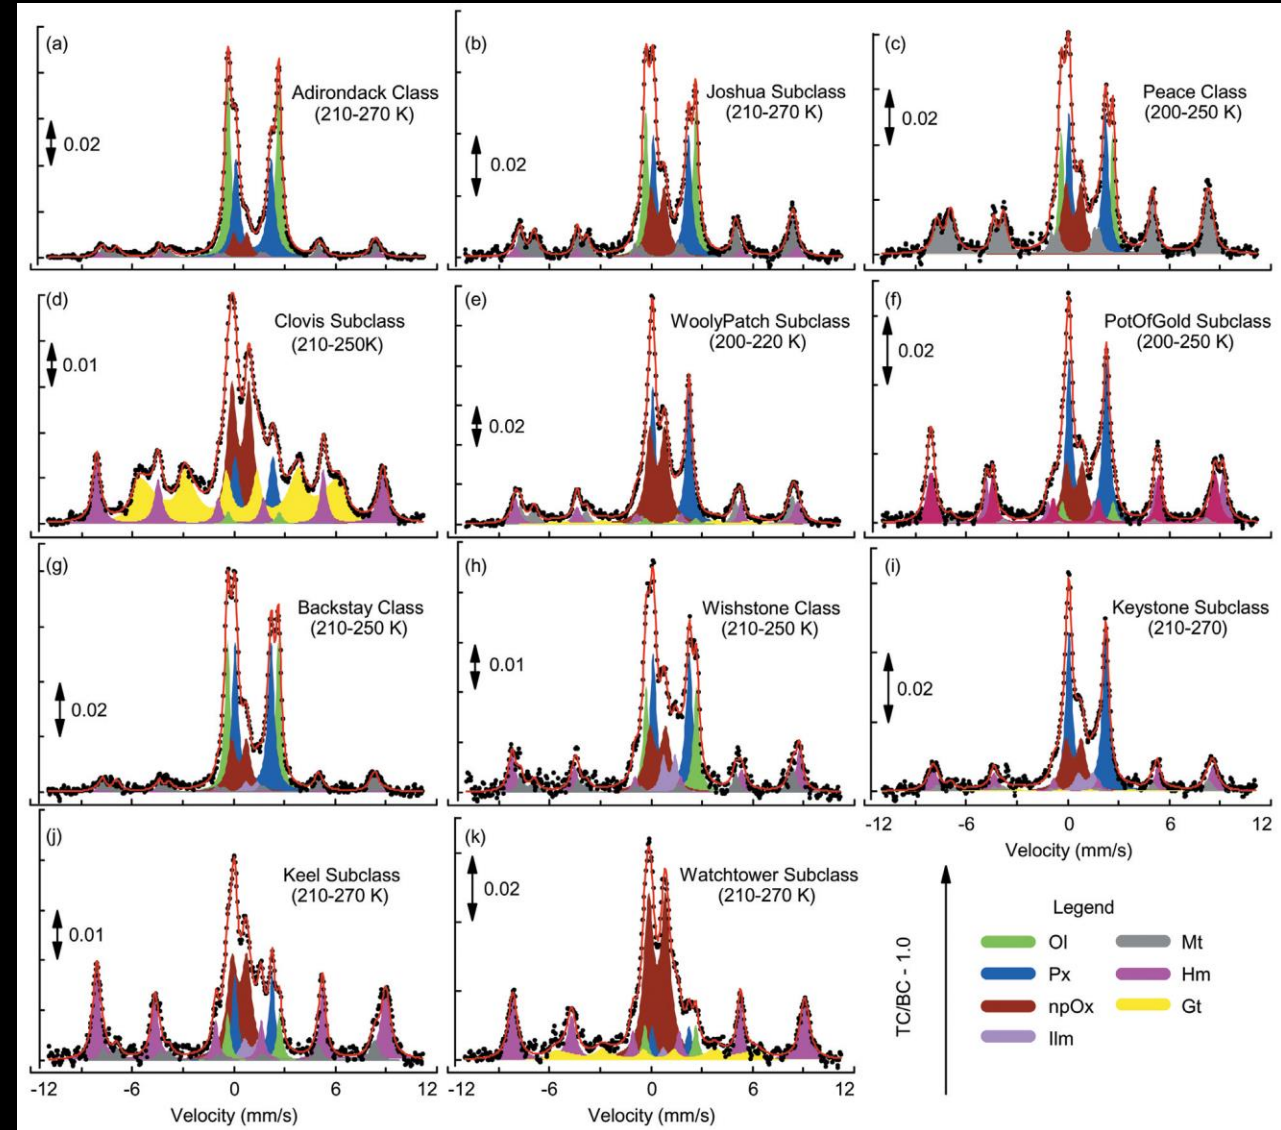 (a)
Adirondack Class
(210-270 K)
0.02
(b)
Joshua Subclass
(210-270 K)
0.02
(c)
Peace Class
(200-250 K)
0.02
(d)
Clovis Subclass
(210-250K)
0.01
(e)
WoolyPatch Subclass
(200-220 K)
0.02
(f)
PotOfGold Subclass
(200-250 K)
0.02
(g)
Backstay Class
(210-250 K)
0.02
(h)
Wishstone Class
(210-250 K)
0.01
(i)
Keystone Subclass
(210-270)
0.02
-12 -6 0 6 12
Velocity (mm/s)
(j)
Keel Subclass
(210-270 K)
0.01
-12 -6 0 6 12
Velocity (mm/s)
(k)
Watchtower Subclass
(210-270 K)
0.02
-12 -6 0 6 12
Velocity (mm/s)
TC/BC - 1.0
Legend
Ol Mt
Px Hm
npOx Gt
Ilm